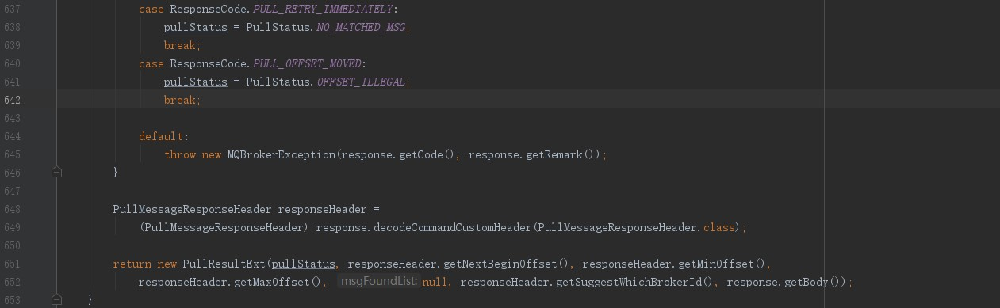 637 case ResponseCode.PULL_RETRY_IMMEDIATELY:
638 pullStatus = PullStatus.NO_MATCHED_MSG;
639 break;
640 case ResponseCode.PULL_OFFSET_MOVED:
641 pullStatus = PullStatus.OFFSET_ILLEGAL;
642 break;
643
644 default:
645 throw new MQBrokerException(response.getCode(), response.getRemark());
646 }
647
648 PullMessageResponseHeader responseHeader =
649 (PullMessageResponseHeader) response.decodeCommandCustomHeader(PullMessageResponseHeader.class);
650
651 return new PullResultExt(pullStatus, responseHeader.getNextBeginOffset(), responseHeader.getMinOffset(),
652 responseHeader.getMaxOffset(), msgFoundList: null, responseHeader.getSuggestWhichBrokerId(), response.getBody());
653 }